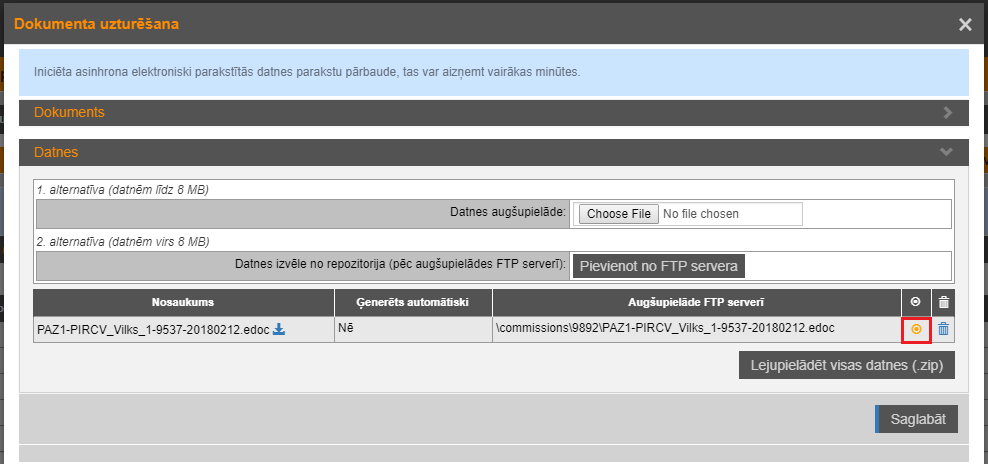 Dokumenta uzturēšana
Iniciēta asinhrona elektroniski parakstītās datnes parakstu pārbaude, tas var aizņemt vairākas minūtes.
Dokuments
Datnes
1. alternatīva (datnēm līdz 8 MB)
Datnes augšupielāde: Choose File No file chosen
2. alternatīva (datnēm virs 8 MB)
Datnes izvēle no repozitorija (pēc augšupielādes FTP serverī): Pievienot no FTP servera
Nosaukums Ģenerēts automātiski Augšupielāde FTP serverī
PAZ1-PIRCV_Vilks_1-9537-20180212.edoc Nē \commissions\9892\PAZ1-PIRCV_Vilks_1-9537-20180212.edoc
Lejupielādēt visas datnes (.zip)
Saglabāt